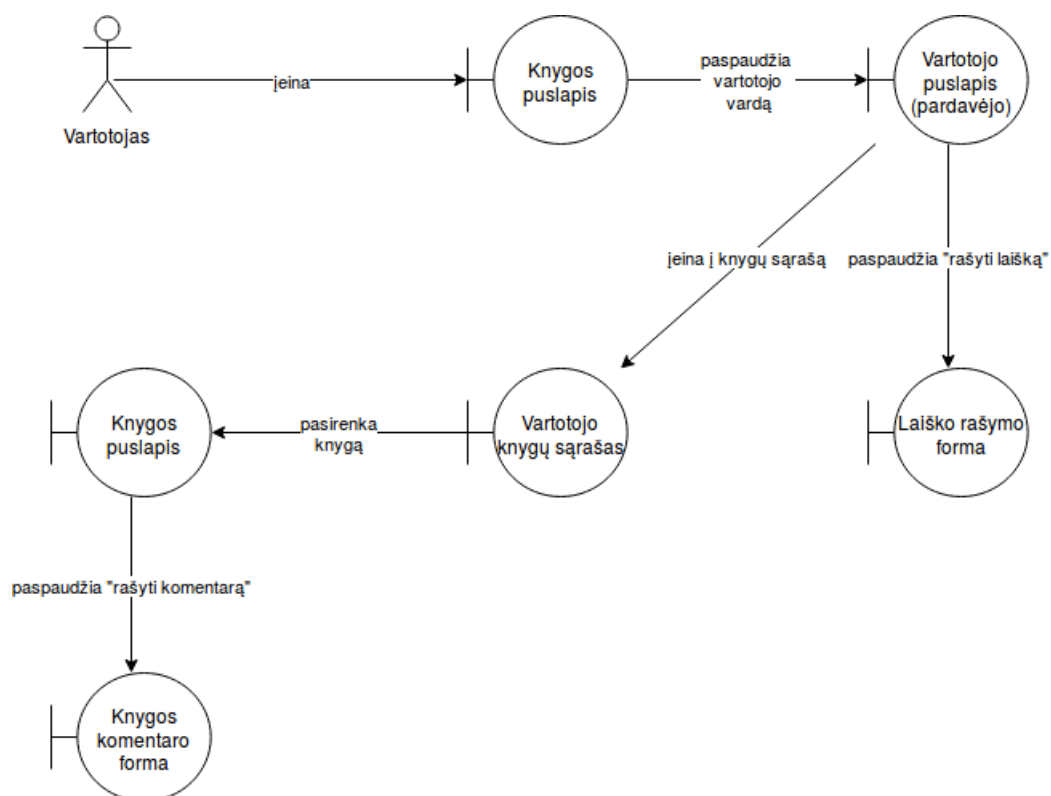 Vartotojas
įeina
Knygos
puslapis
paspaudžia
vartotojo
vardą
Vartotojo
puslapis
(pardavėjo)
įeina į knygų sąrašą
paspaudžia "rašyti laišką"
Knygos
puslapis
pasirenka
knygą
Vartotojo
knygų sąrašas
Laiško rašymo
forma
paspaudžia "rašyti komentarą"
Knygos
komentaro
forma